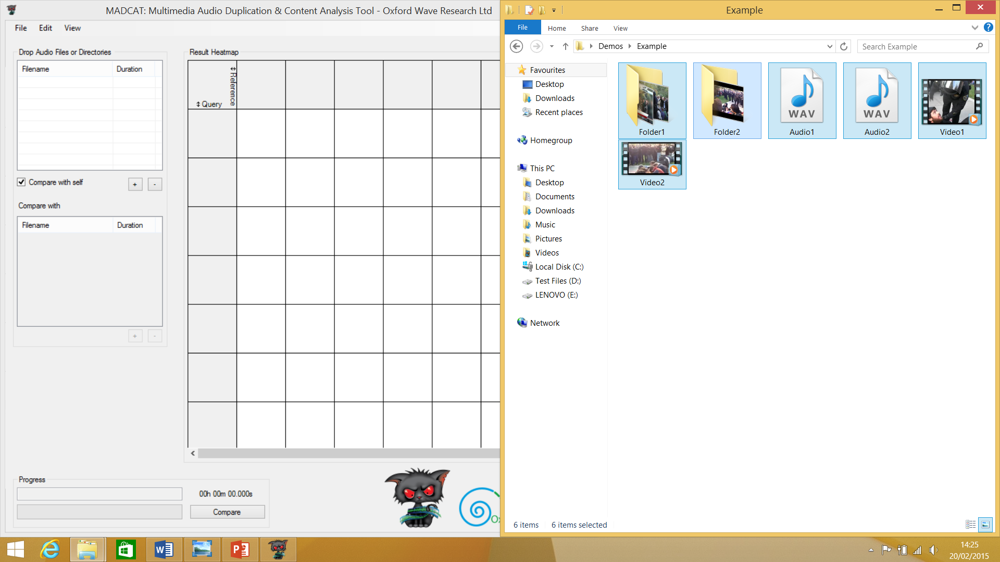 MADCAT: Multimedia Audio Duplication & Content Analysis Tool - Oxford Wave Research Ltd
File Edit View
Drop Audio Files or Directories
Filename Duration
Compare with self
+ -
Compare with
Filename Duration
+ -
Result Heatmap
Reference
Query
Progress
00h 00m 00.000s
Compare
Example
File Home Share View
Demos Example
Search Example
Favourites
Desktop
Downloads
Recent places
Homegroup
This PC
Desktop
Documents
Downloads
Music
Pictures
Videos
Local Disk (C:)
Test Files (D:)
LENOVO (E:)
Network
Folder1
Folder2
WAV
Audio1
WAV
Audio2
Video1
Video2
6 items 6 items selected
14:25
20/02/2015